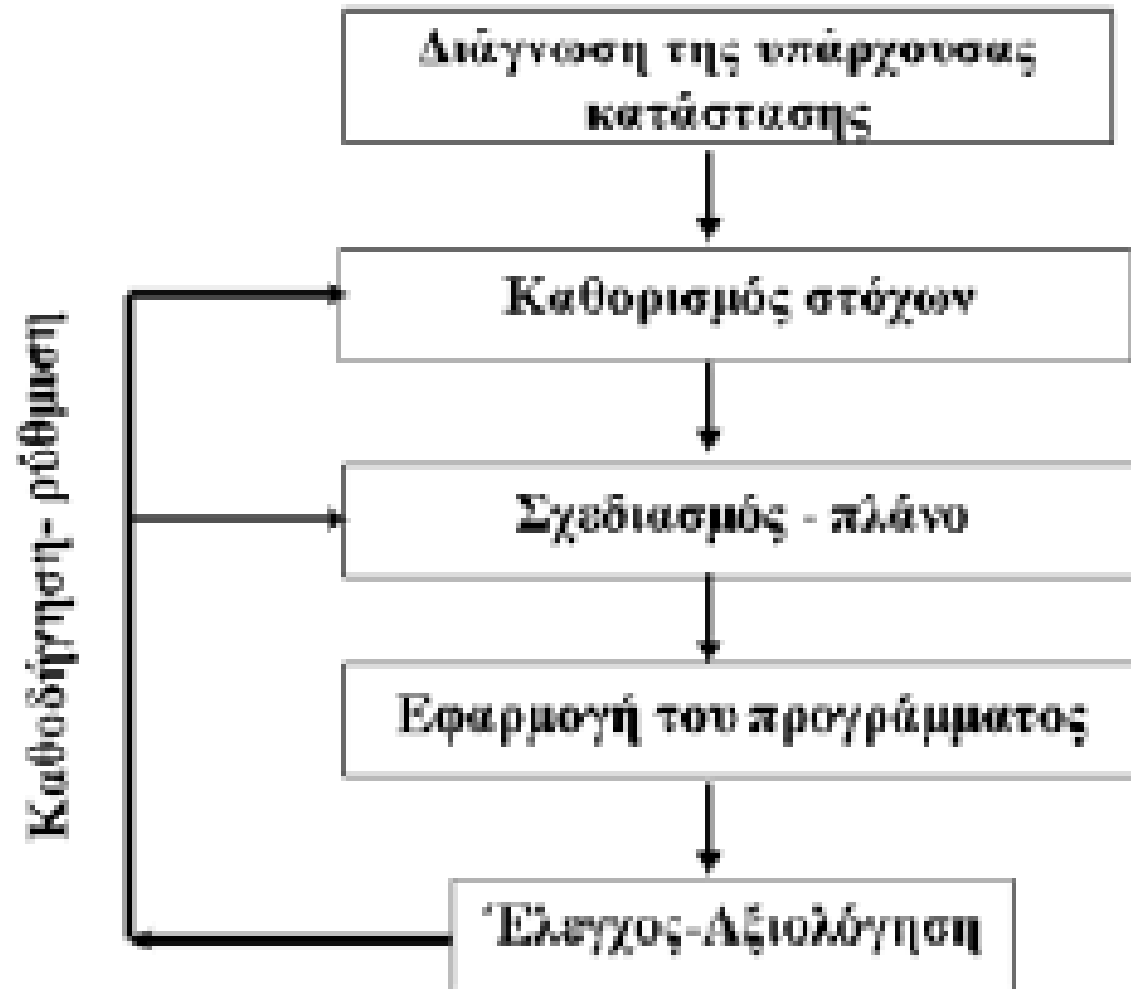 Διάγνωση της υπάρχουσας
κατάστασης
Καθορισμός στόχων
Σχεδιασμός - πλάνο
Εφαρμογή του προγράμματος
Έλεγχος-Αξιολόγηση
Καθοδήγηση- ρύθμιση